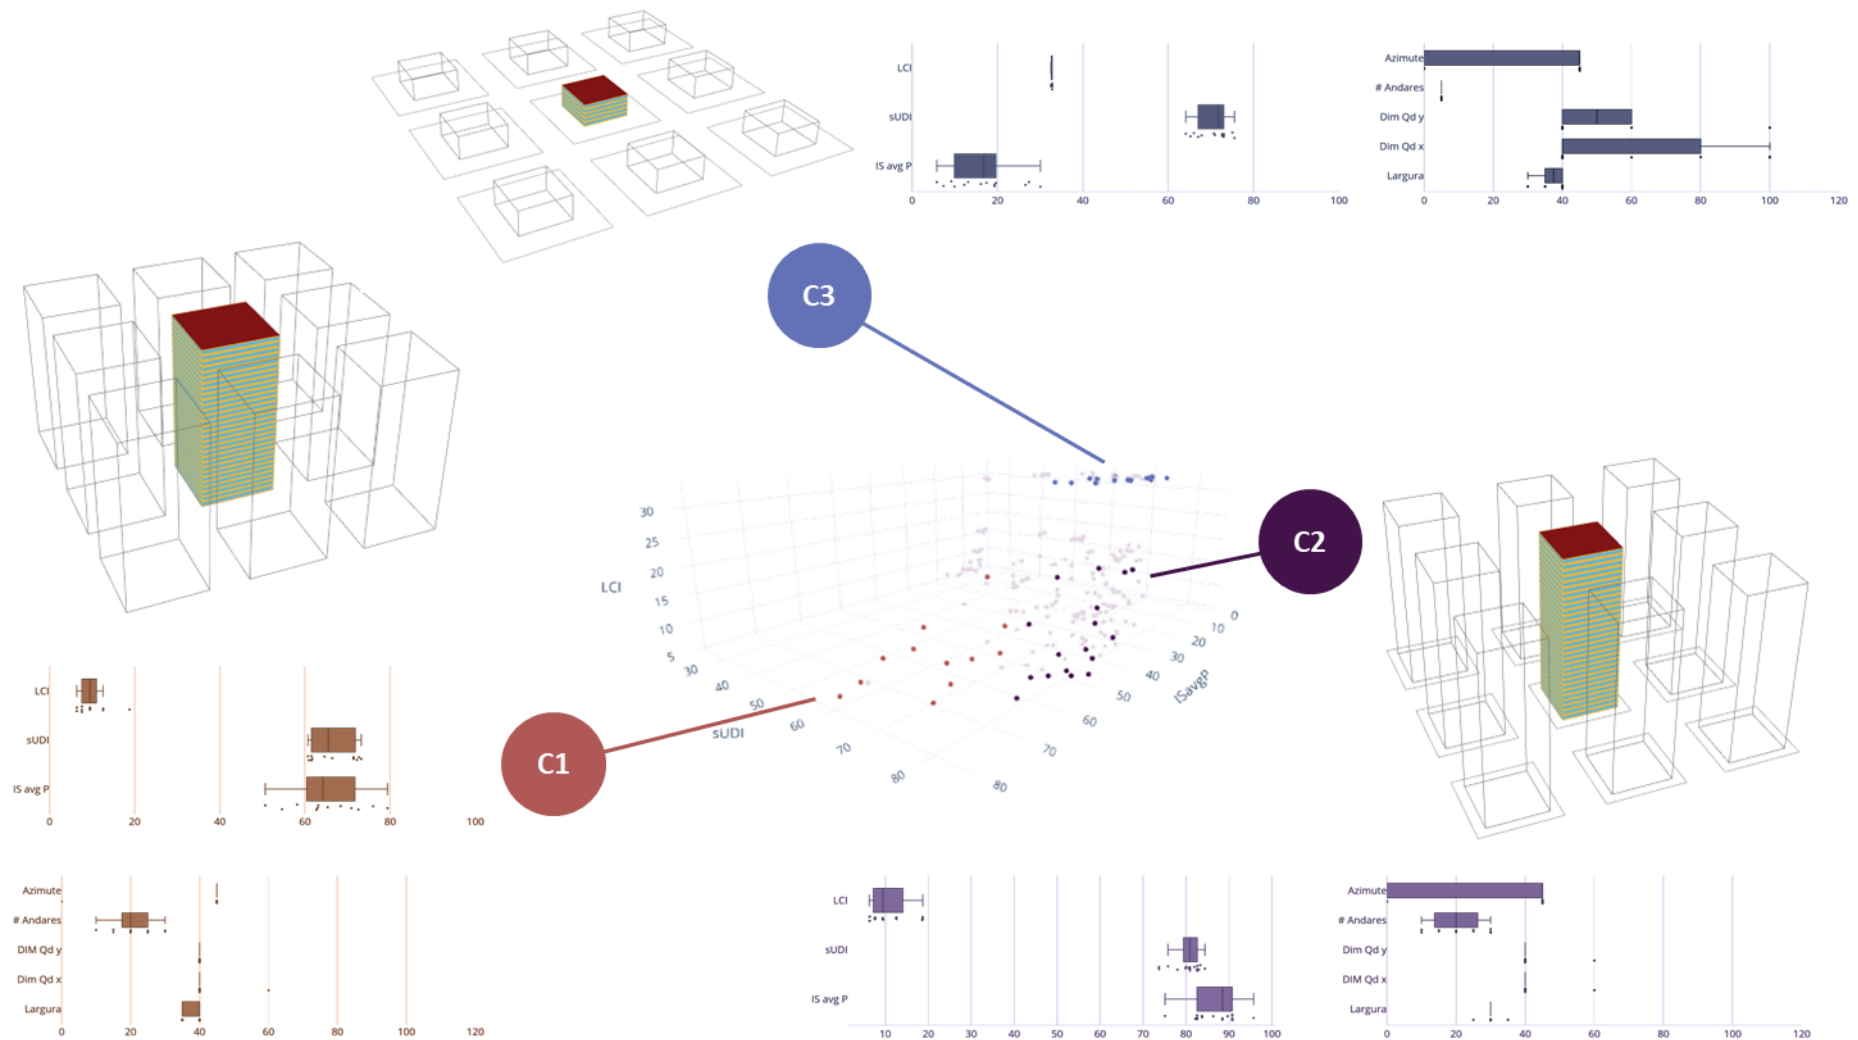 LCI
sUDI
IS avg P
0 20 40 60 80 100
Azimute
# Andares
Dim Qd y
Dim Qd x
Largura
0 20 40 60 80 100 120
C3
C2
C1
LCI
30
25
20
15
10
5
30
40
50
60
70
80
sUDI
0
10
20
30
40
50
60
70
80
ISavgP
LCI
sUDI
IS avg P
0 20 40 60 80 100
Azimute
# Andares
DIM Qd y
Dim Qd x
Largura
0 20 40 60 80 100 120
LCI
sUDI
IS avg P
10 20 30 40 50 60 70 80 90 100
Azimute
# Andares
Dim Qd y
DIM Qd x
Largura
0 20 40 60 80 100 120